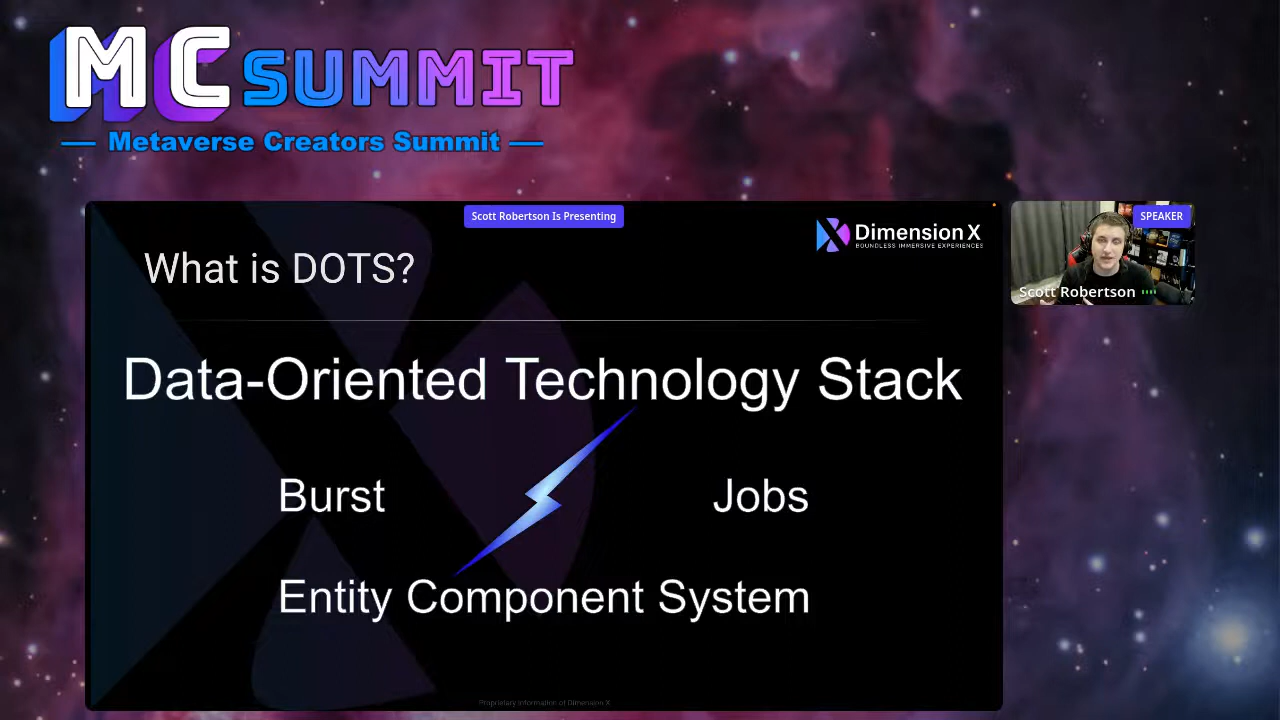 MC SUMMIT
Metaverse Creators Summit
Scott Robertson Is Presenting
SPEAKER
Dimension X
BOUNDLESS IMMERSIVE EXPERIENCES
What is DOTS?
Scott Robertson
Data-Oriented Technology Stack
Burst
Jobs
Entity Component System
Proprietary information of Dimension X